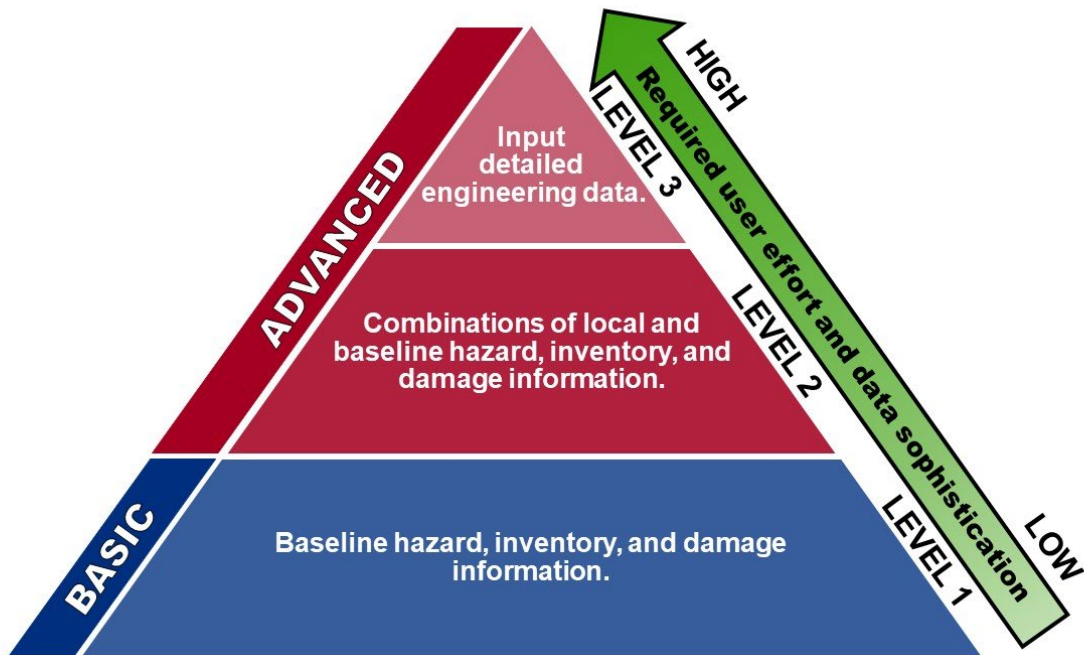 HIGH
Required user effort and data sophistication
LEVEL 3
Input
detailed
engineering data.
ADVANCED
Combinations of local and
baseline hazard, inventory, and
damage information.
LEVEL 2
BASIC
Baseline hazard, inventory, and damage
information.
LEVEL 1
LOW